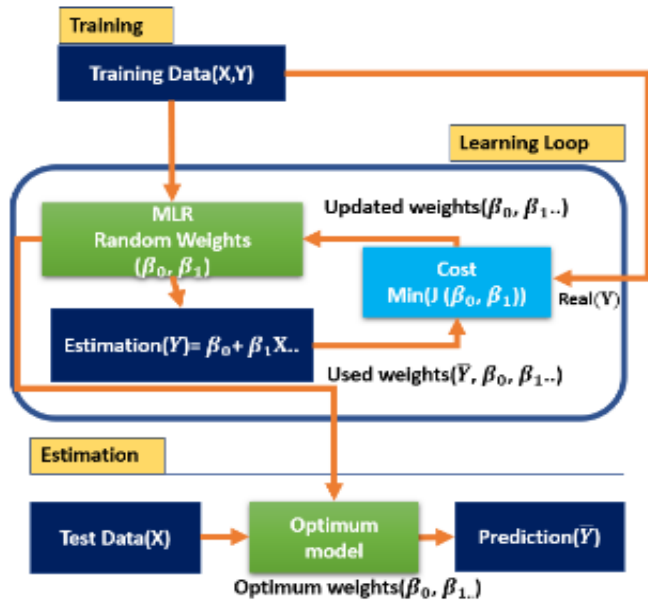 Training
Training Data(X,Y)
Learning Loop
MLR
Random Weights
(β₀, β₁)
Updated weights(β₀, β₁..)
Cost
Min(J (β₀, β₁))
Real(Y)
Estimation(Y)= β₀+ β₁X..
Used weights(Y̅, β₀, β₁..)
Estimation
Test Data(X)
Optimum
model
Prediction(Y̅)
Optimum weights(β₀, β₁..)